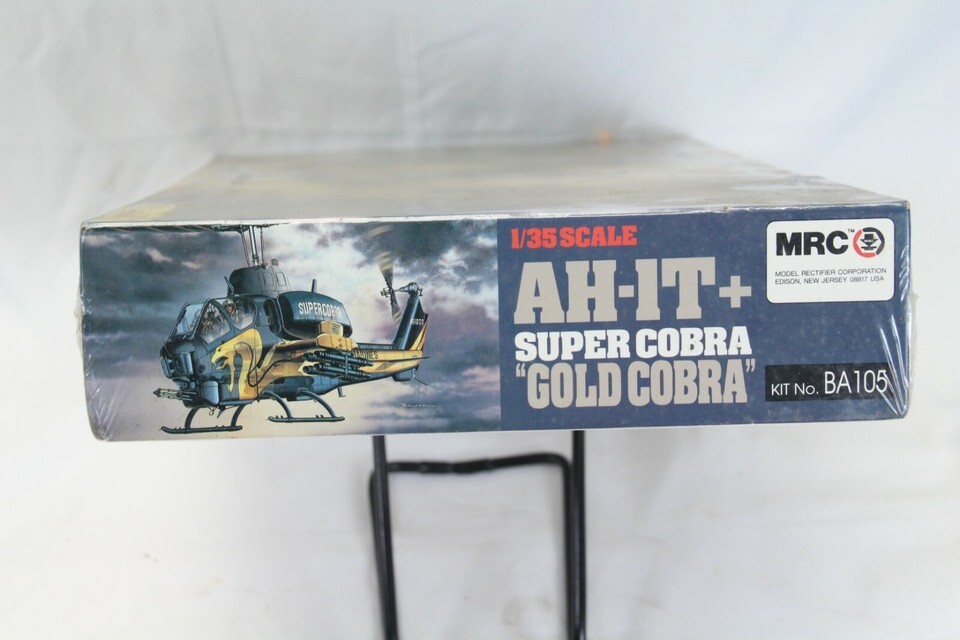 1/35 SCALE
AH-1T+
SUPER COBRA
"GOLD COBRA"
MRC™
MODEL RECTIFIER CORPORATION
EDISON, NEW JERSEY 08817 USA
KIT No. BA105
SUPERCOBRA